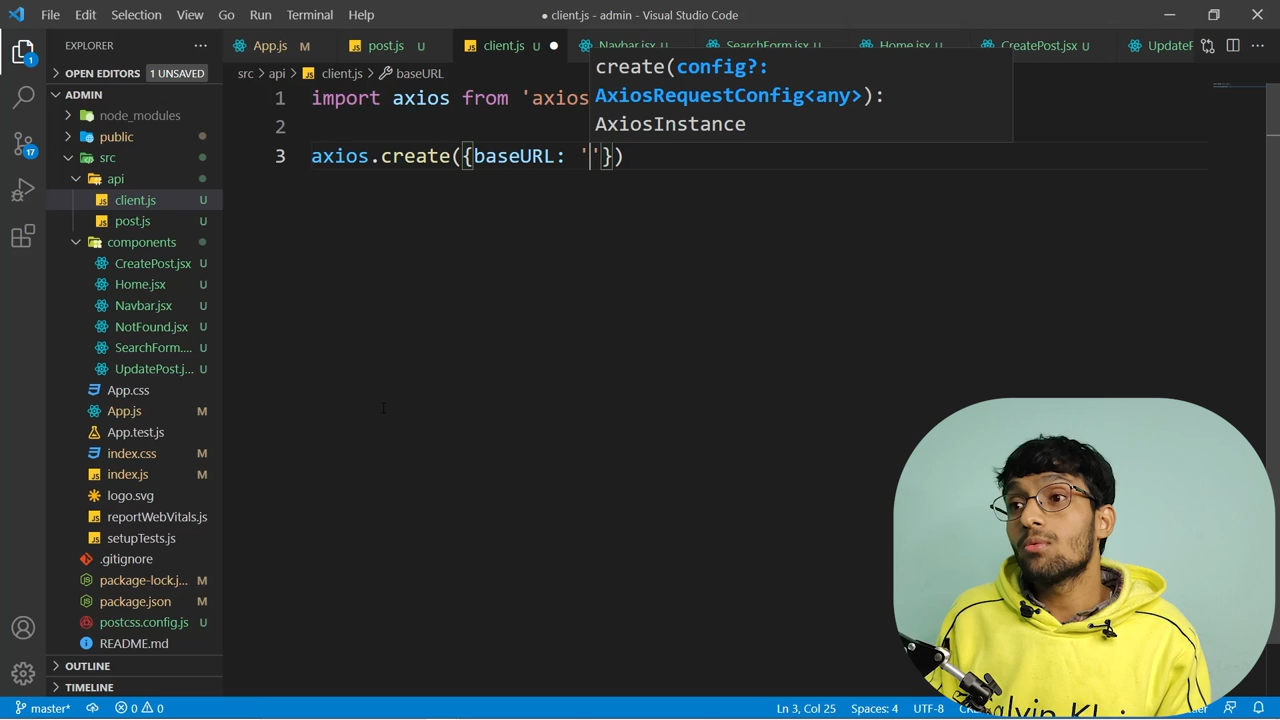 File Edit Selection View Go Run Terminal Help
● client.js - admin - Visual Studio Code
EXPLORER
App.js M
post.js U
client.js U
Navbar.jsx U
SearchForm.jsx U
Home.jsx U
CreatePost.jsx U
UpdateP
OPEN EDITORS 1 UNSAVED
src > api > client.js > baseURL
create(config?:
AxiosRequestConfig<any>):
AxiosInstance
1 import axios from 'axios
2
3 axios.create({baseURL: ''})
1
17
ADMIN
node_modules
public
src
api
client.js U
post.js U
components
CreatePost.jsx U
Home.jsx U
Navbar.jsx U
NotFound.jsx U
SearchForm.... U
UpdatePost.j... U
App.css
App.js M
App.test.js
index.css M
index.js M
logo.svg
reportWebVitals.js
setupTests.js
.gitignore
package-lock.j... M
package.json M
postcss.config.js U
README.md
OUTLINE
TIMELINE
master* 0 0
Ln 3, Col 25 Spaces: 4 UTF-8